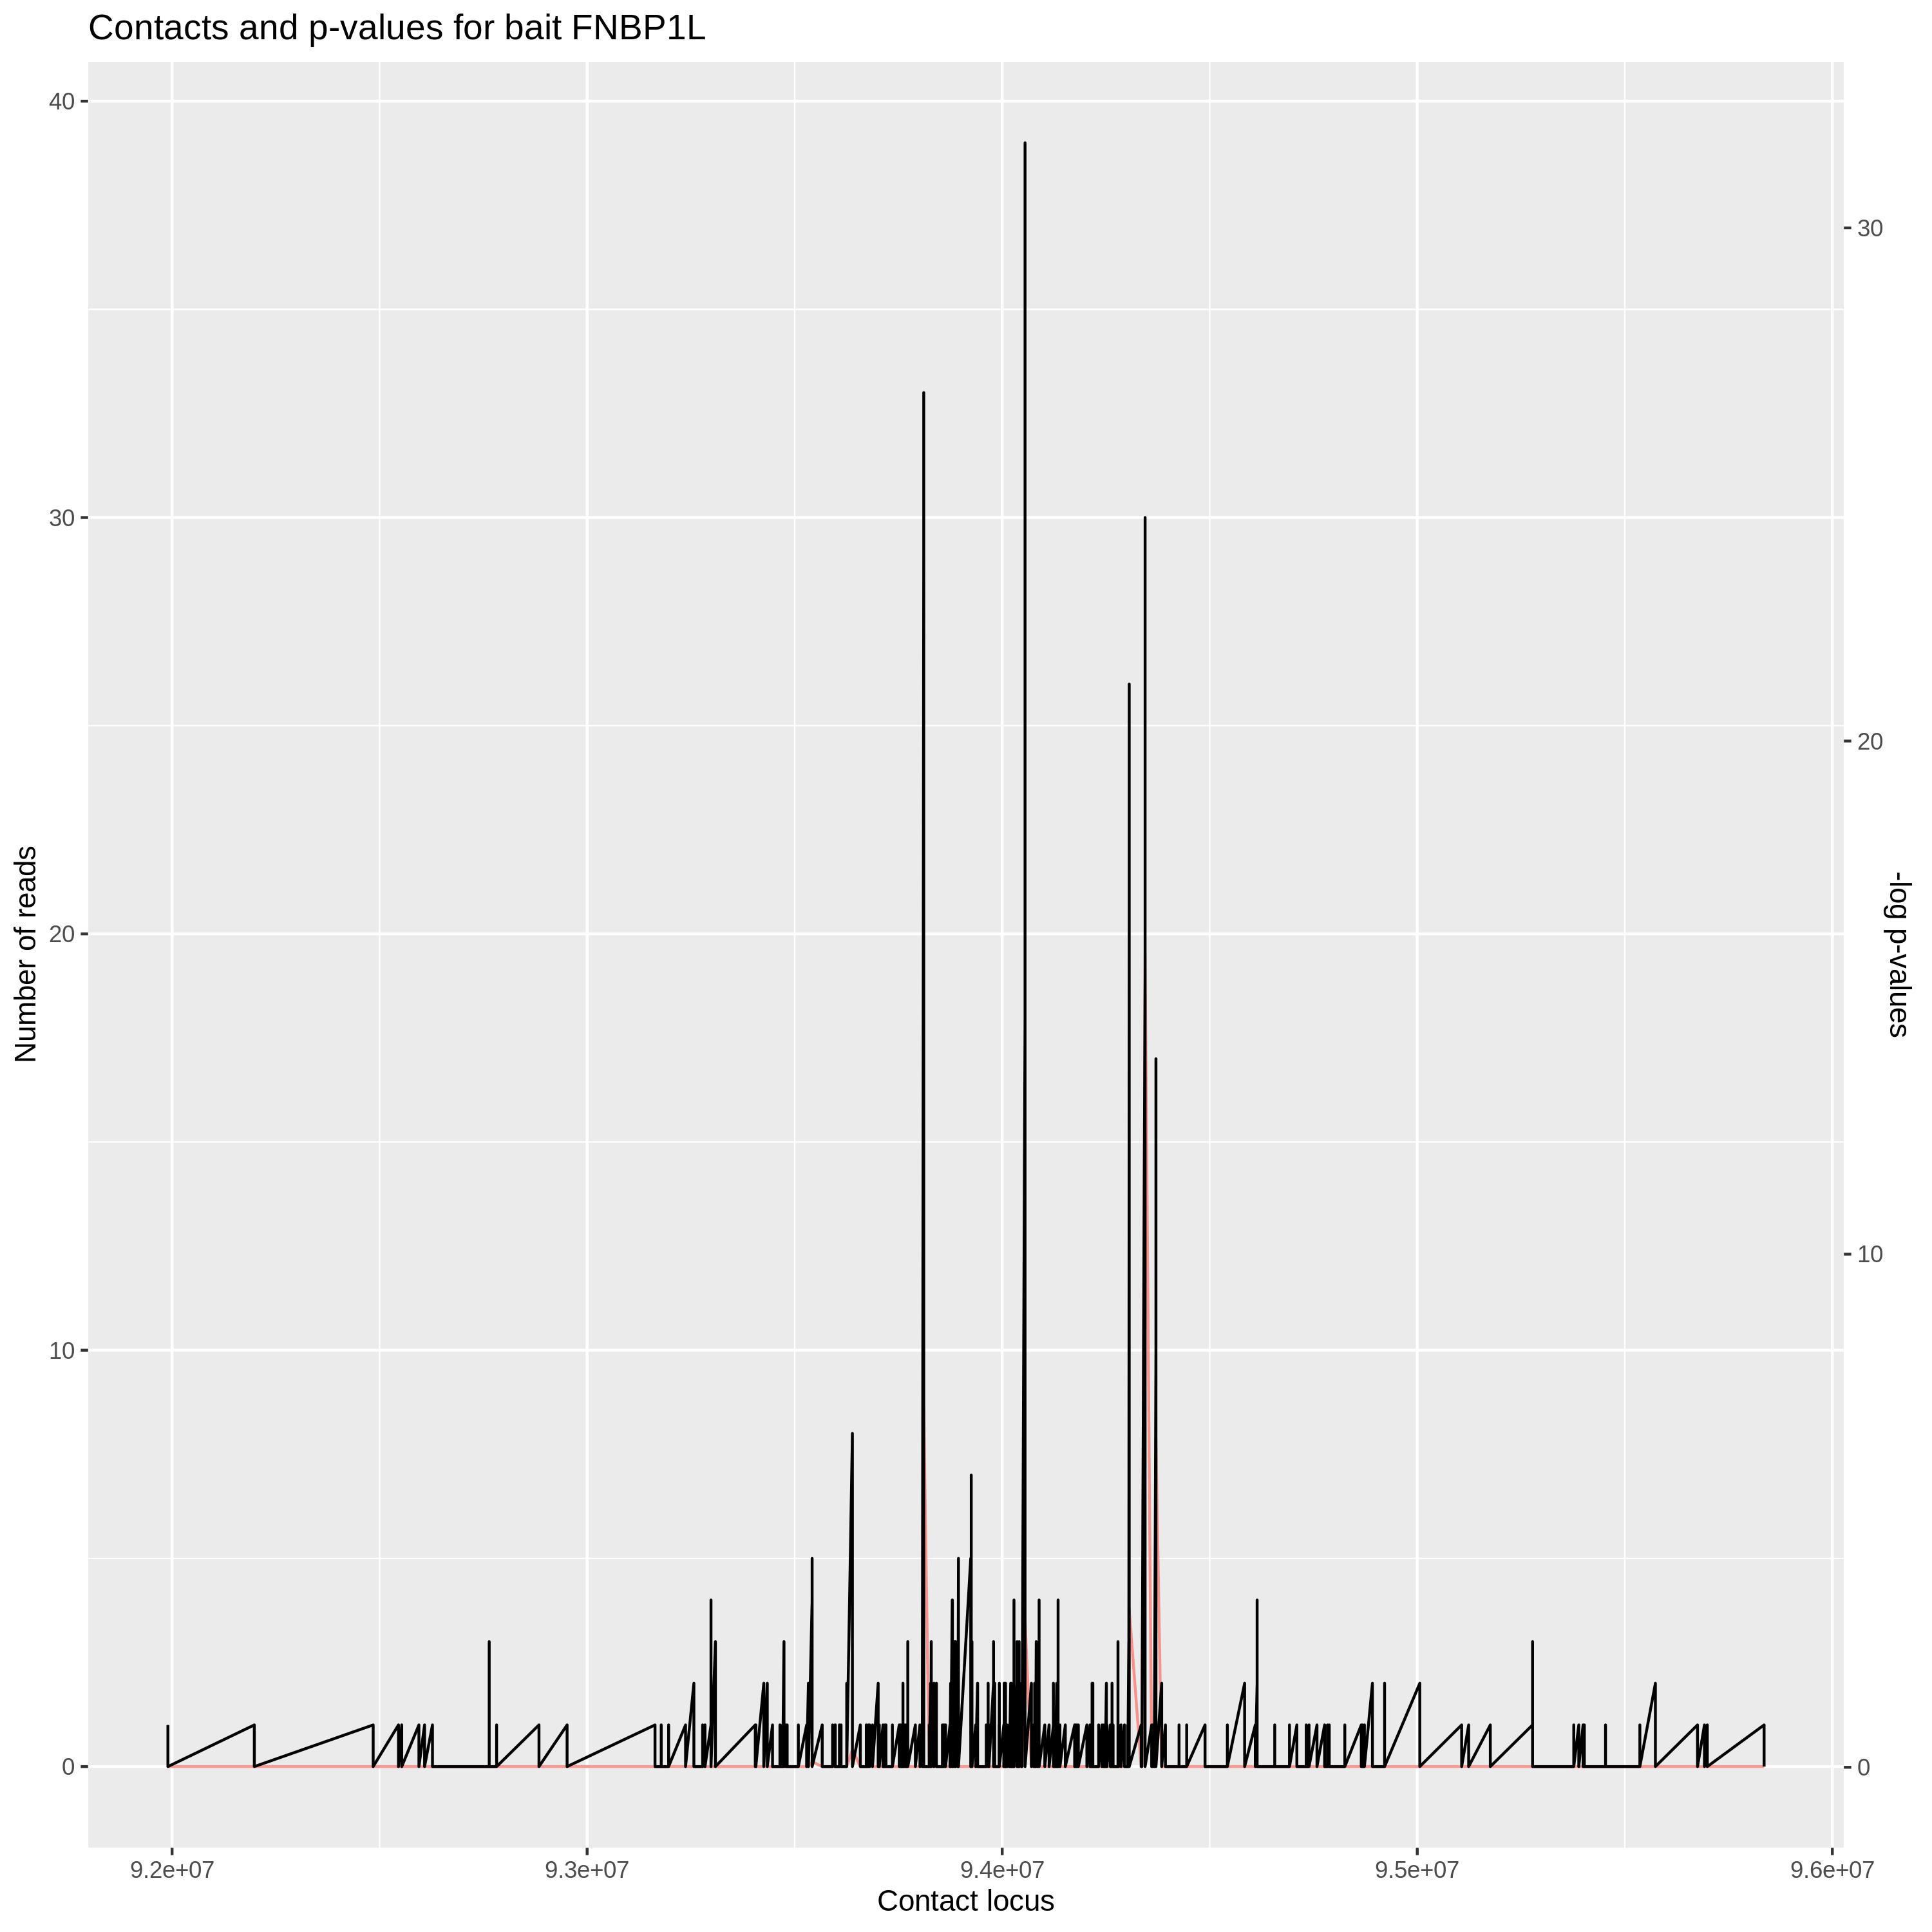 Contacts and p-values for bait FNBP1L
40
30
20
10
0
Number of reads
30
20
10
0
-log p-values
9.2e+07 9.3e+07 9.4e+07 9.5e+07 9.6e+07
Contact locus